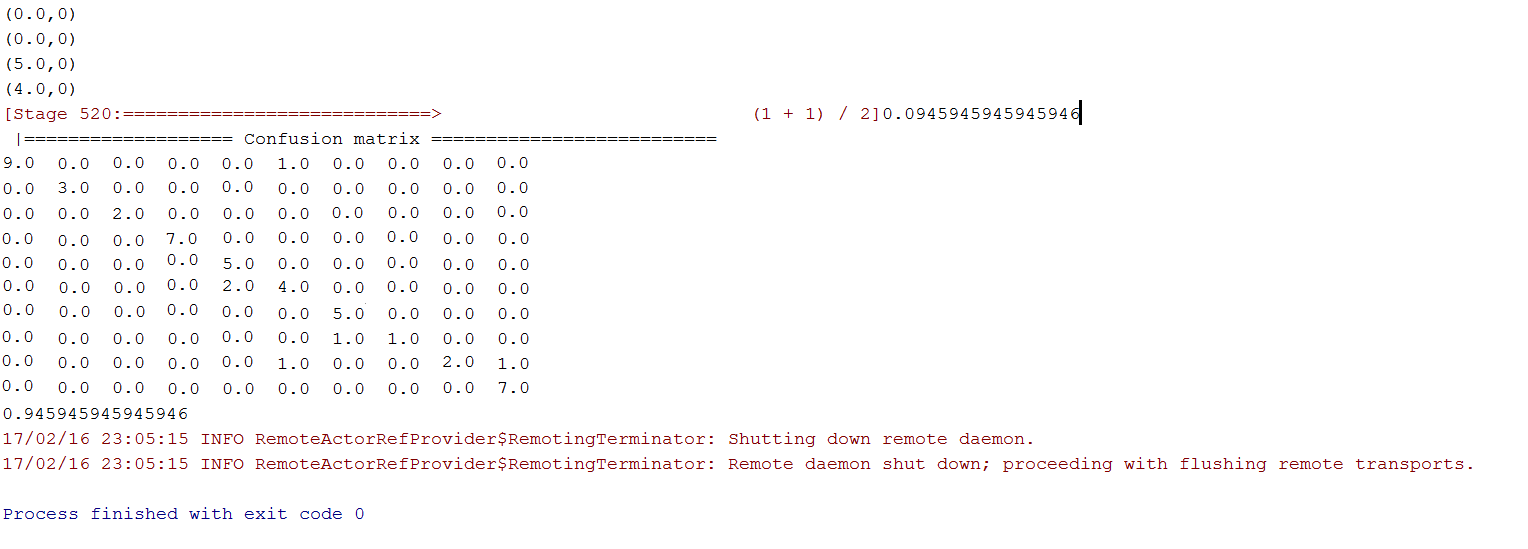 (0.0,0)
(0.0,0)
(5.0,0)
(4.0,0)
[Stage 520:============================> (1 + 1) / 2]0.0945945945945946
|=================== Confusion matrix ==========================
9.0 0.0 0.0 0.0 0.0 1.0 0.0 0.0 0.0 0.0
0.0 3.0 0.0 0.0 0.0 0.0 0.0 0.0 0.0 0.0
0.0 0.0 2.0 0.0 0.0 0.0 0.0 0.0 0.0 0.0
0.0 0.0 0.0 7.0 0.0 0.0 0.0 0.0 0.0 0.0
0.0 0.0 0.0 0.0 5.0 0.0 0.0 0.0 0.0 0.0
0.0 0.0 0.0 0.0 2.0 4.0 0.0 0.0 0.0 0.0
0.0 0.0 0.0 0.0 0.0 0.0 5.0 0.0 0.0 0.0
0.0 0.0 0.0 0.0 0.0 0.0 1.0 1.0 0.0 0.0
0.0 0.0 0.0 0.0 0.0 1.0 0.0 0.0 2.0 1.0
0.0 0.0 0.0 0.0 0.0 0.0 0.0 0.0 0.0 7.0
0.945945945945946
17/02/16 23:05:15 INFO RemoteActorRefProvider$RemotingTerminator: Shutting down remote daemon.
17/02/16 23:05:15 INFO RemoteActorRefProvider$RemotingTerminator: Remote daemon shut down; proceeding with flushing remote transports.
Process finished with exit code 0